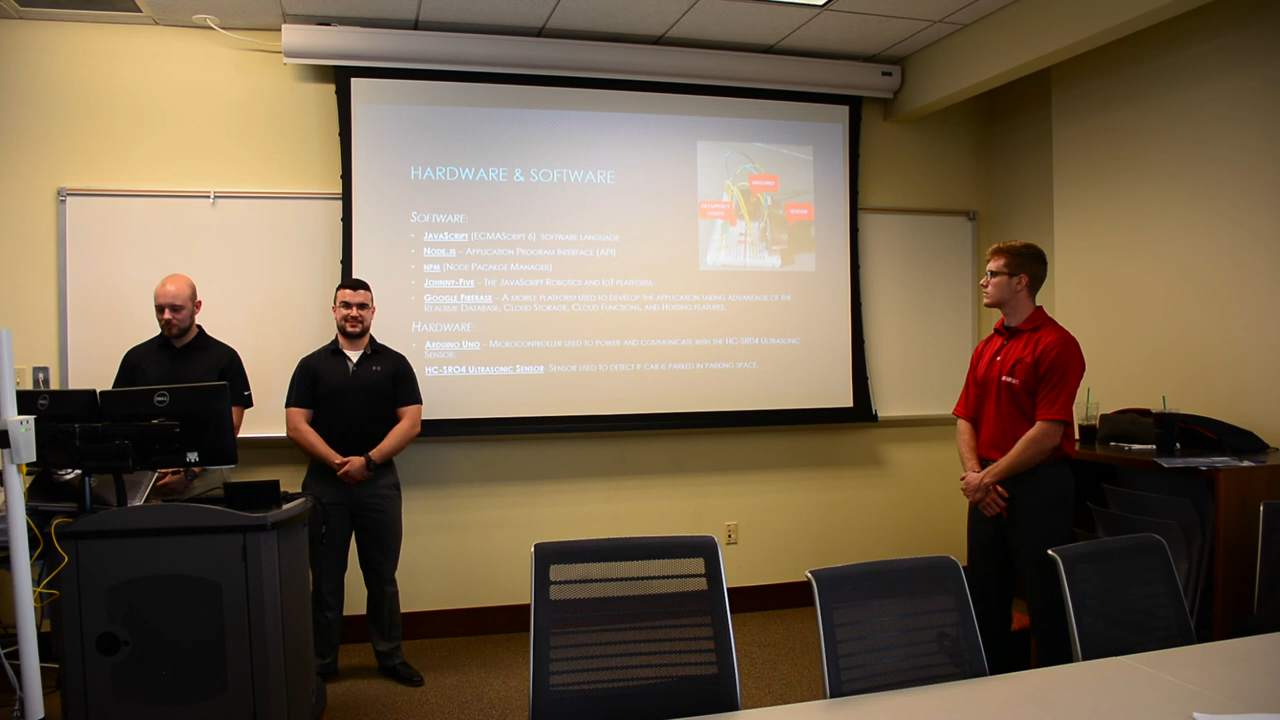 HARDWARE & SOFTWARE
SOFTWARE:
• JAVASCRIPT (ECMASCRIPT 6) SOFTWARE LANGUAGE
• NODE.JS – APPLICATION PROGRAM INTERFACE (API)
• NPM (NODE PACAKGE MANAGER)
• JOHNNY-FIVE – THE JAVASCRIPT ROBOTICS AND IOT PLATFORM.
• GOOGLE FIREBASE – A MOBILE PLATFORM USED TO DEVELOP THE APPLICATION TAKING ADVANTAGE OF THE
REALTIME DATABASE, CLOUD STORAGE, CLOUD FUNCTIONS, AND HOSTING FEATURES.
HARDWARE:
• ARDUINO UNO – MICROCONTROLLER USED TO POWER AND COMMUNICATE WITH THE HC-SR04 ULTRASONIC
SENSOR.
HC-SR04 ULTRASONIC SENSOR- SENSOR USED TO DETECT IF CAR IS PARKED IN PARKING SPACE.
ARDUINO
OCCUPANCY
LIGHTS
SENSOR
DELL